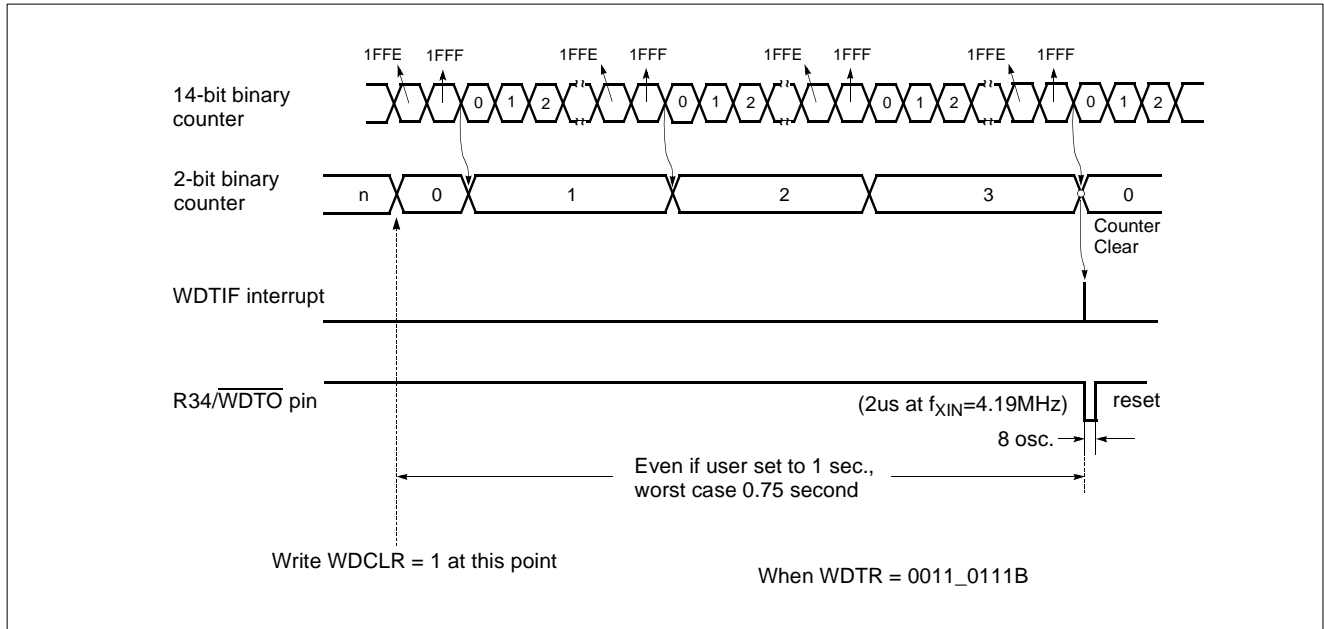 1FFE 1FFF 1FFE 1FFF 1FFE 1FFF 1FFE 1FFF
14-bit binary
counter
0 1 2 0 1 2 0 1 2 0 1 2
2-bit binary
counter
n 0 1 2 3 0
Counter
Clear
WDTIF interrupt
R34/WDTO pin
(2us at fXIN=4.19MHz)
reset
8 osc.
Even if user set to 1 sec.,
worst case 0.75 second
Write WDCLR = 1 at this point
When WDTR = 0011_0111B